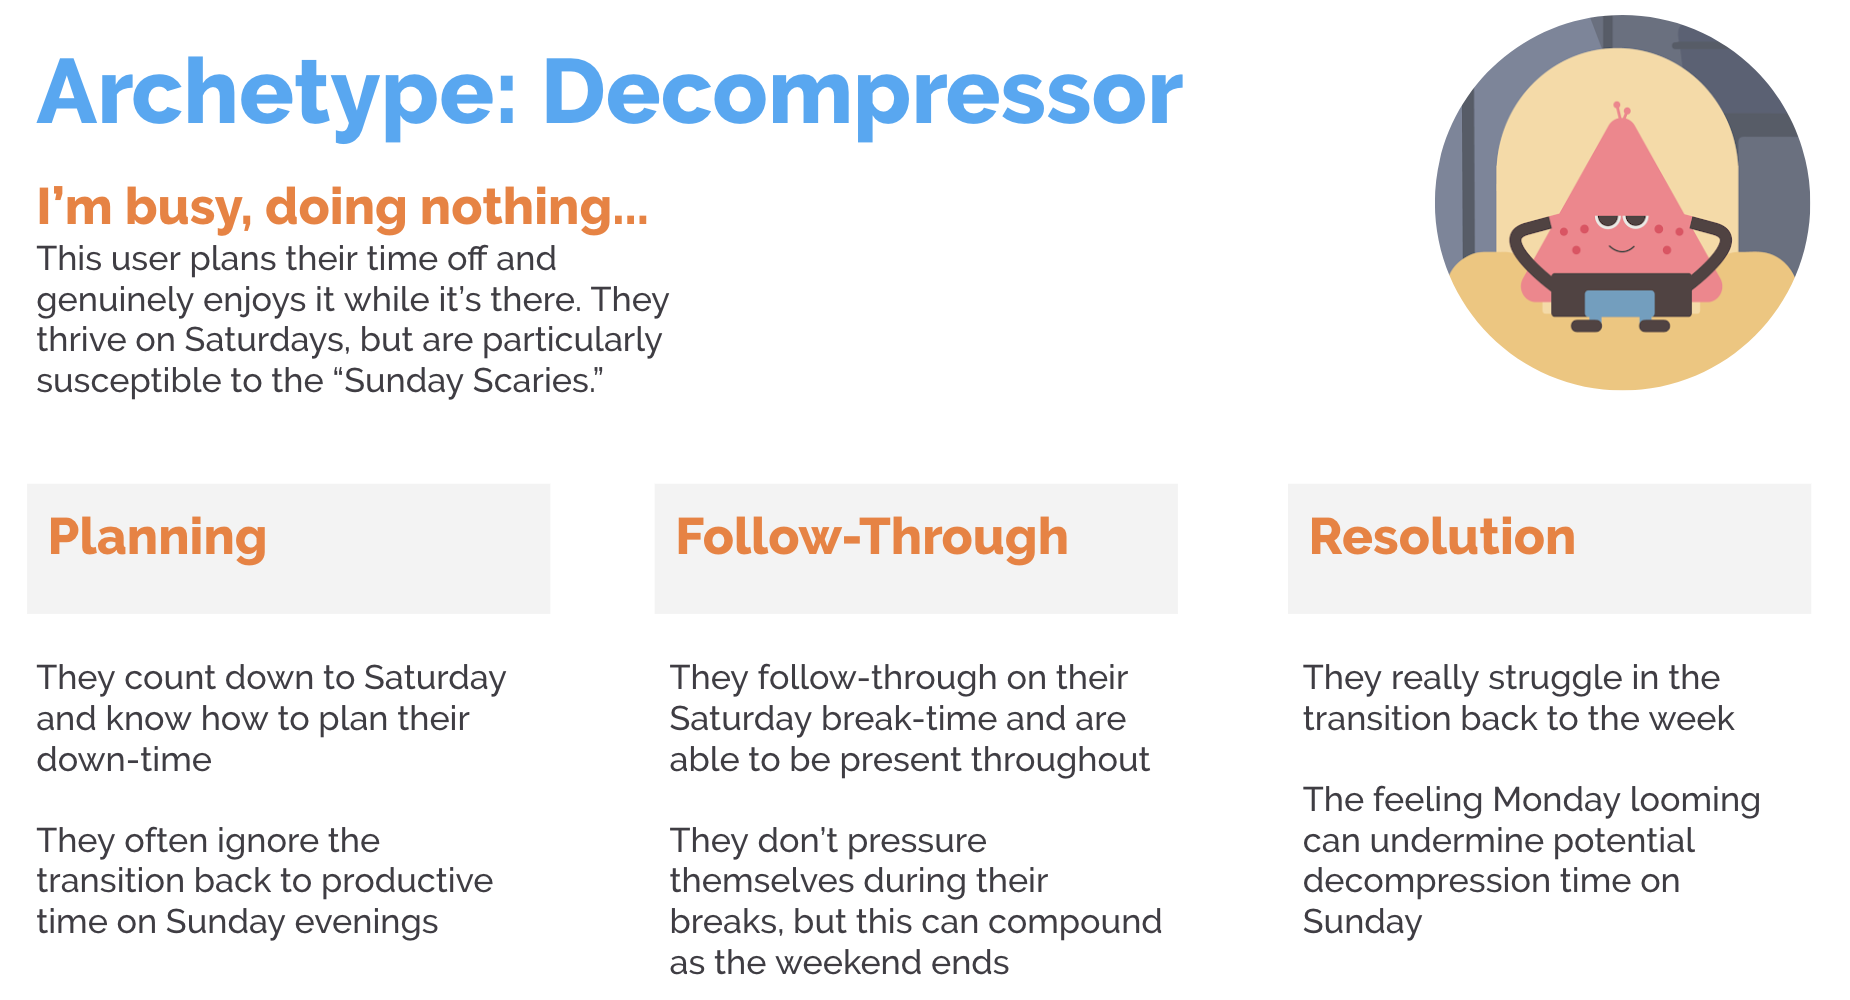 Archetype: Decompressor
I’m busy, doing nothing...
This user plans their time off and
genuinely enjoys it while it’s there. They
thrive on Saturdays, but are particularly
susceptible to the “Sunday Scaries.”
Planning
They count down to Saturday
and know how to plan their
down-time
They often ignore the
transition back to productive
time on Sunday evenings
Follow-Through
They follow-through on their
Saturday break-time and are
able to be present throughout
They don’t pressure
themselves during their
breaks, but this can compound
as the weekend ends
Resolution
They really struggle in the
transition back to the week
The feeling Monday looming
can undermine potential
decompression time on
Sunday